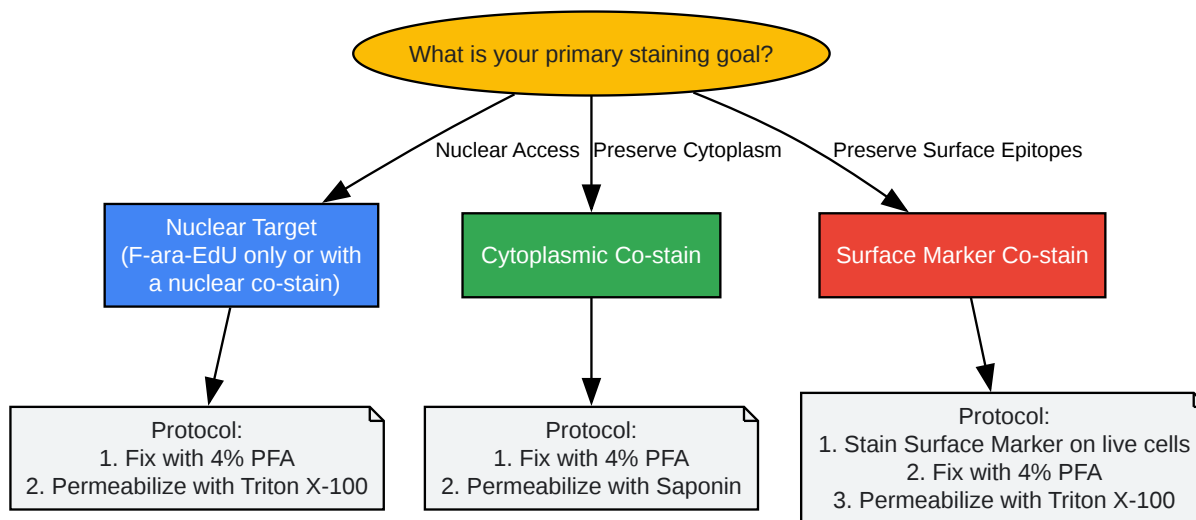 What is your primary staining goal?
Nuclear Access
Preserve Cytoplasm
Preserve Surface Epitopes
Nuclear Target
(F-ara-EdU only or with
a nuclear co-stain)
Cytoplasmic Co-stain
Surface Marker Co-stain
Protocol:
1. Fix with 4% PFA
2. Permeabilize with Triton X-100
Protocol:
1. Fix with 4% PFA
2. Permeabilize with Saponin
Protocol:
1. Stain Surface Marker on live cells
2. Fix with 4% PFA
3. Permeabilize with Triton X-100